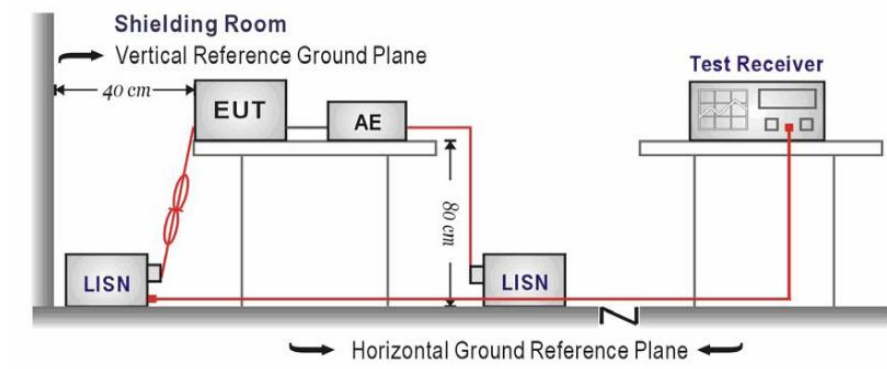 Shielding Room
Vertical Reference Ground Plane
Test Receiver
40 cm
EUT
AE
80 cm
LISN
LISN
Horizontal Ground Reference Plane